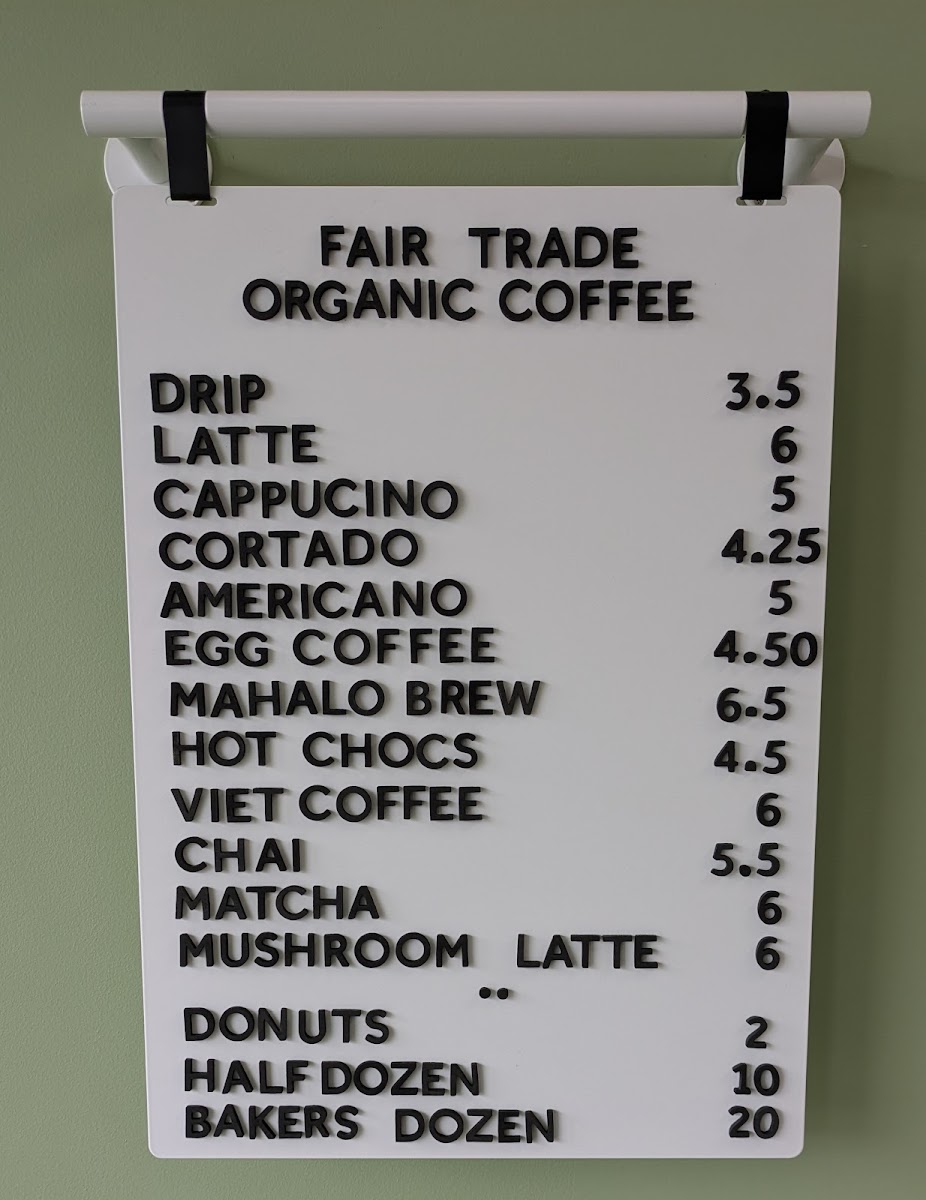 FAIR TRADE
ORGANIC COFFEE
DRIP 3.5
LATTE 6
CAPPUCINO 5
CORTADO 4.25
AMERICANO 5
EGG COFFEE 4.50
MAHALO BREW 6.5
HOT CHOCS 4.5
VIET COFFEE 6
CHAI 5.5
MATCHA 6
MUSHROOM LATTE 6
..
DONUTS 2
HALF DOZEN 10
BAKERS DOZEN 20